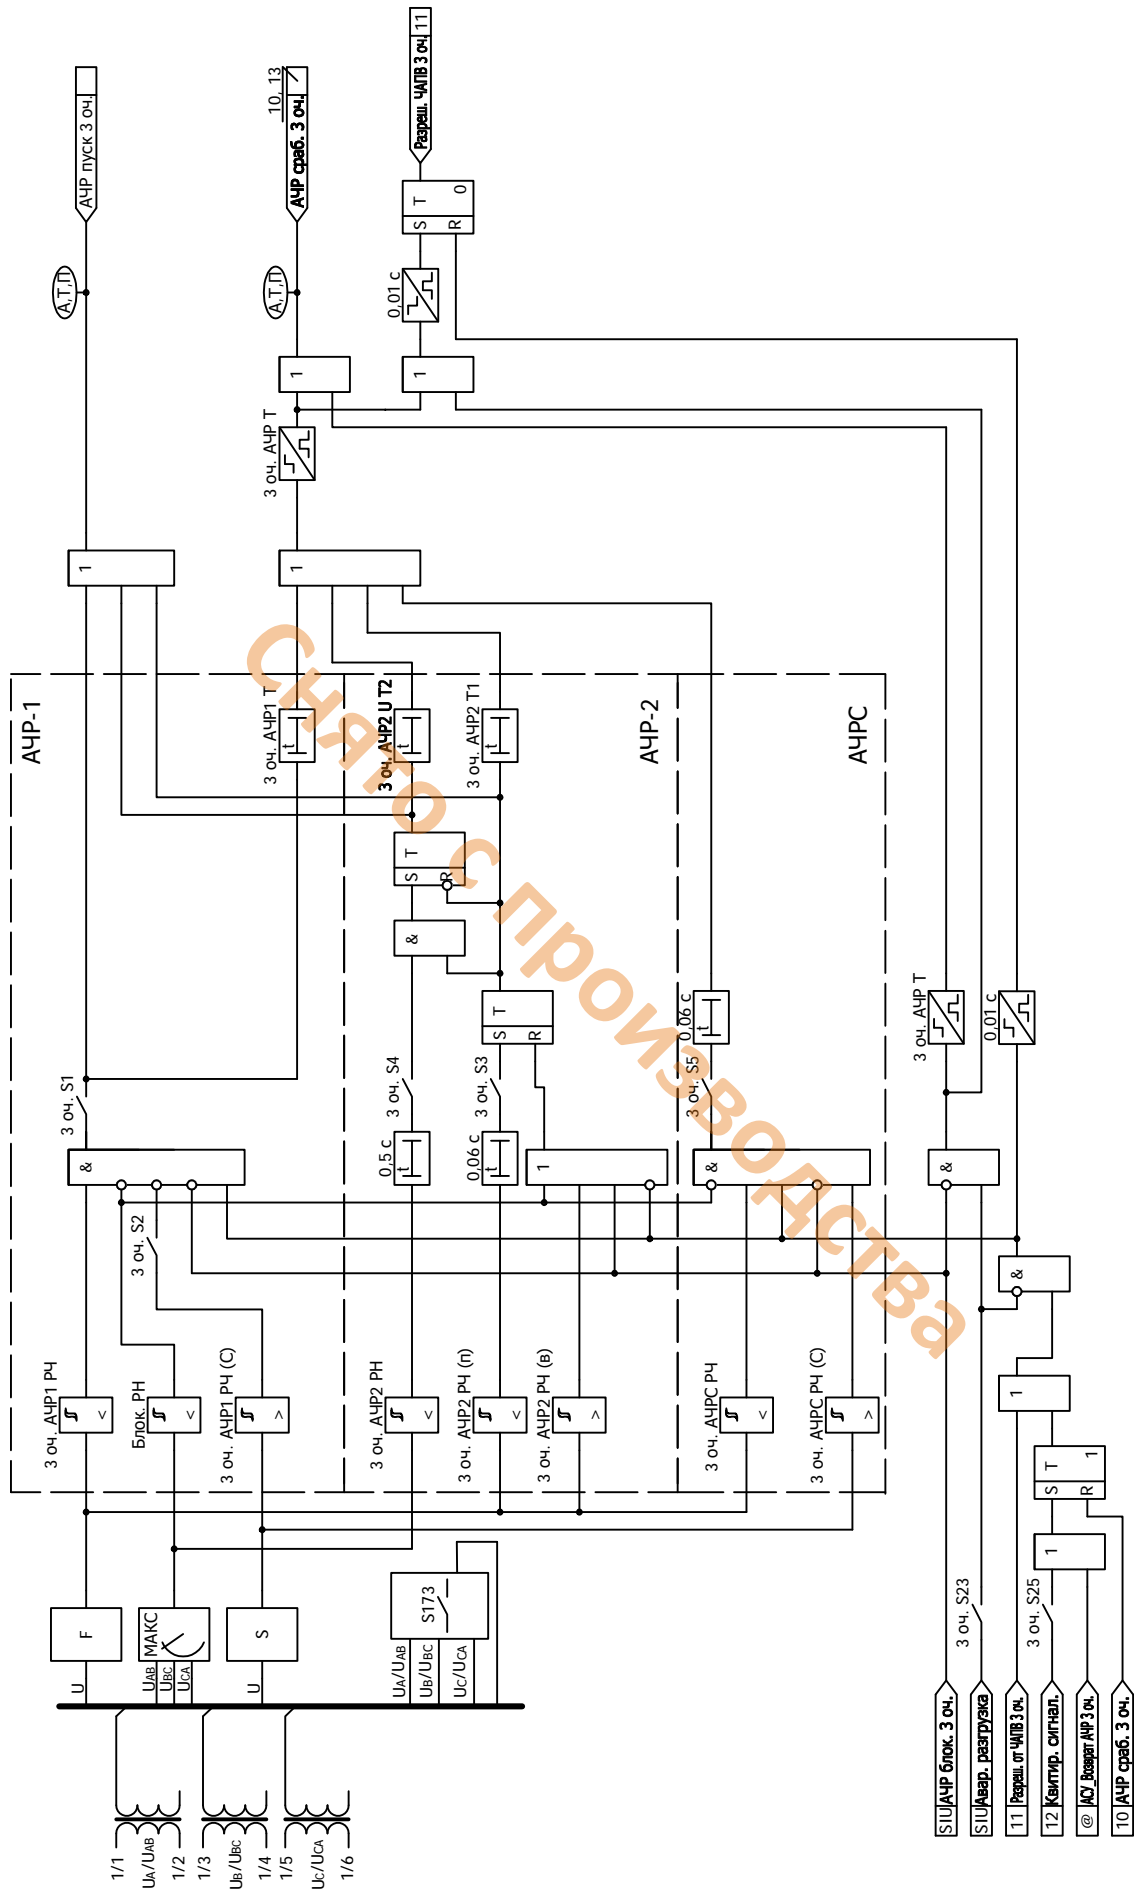 АЧР пуск 3 оч.
А,Т,П
10, 13
АЧР сраб. 3 оч.
А,Т,П
Разреш. ЧАПВ 3 оч. 11
S T
R 0
0,01 с
1
1
3 оч. АЧР Т
1
1
АЧР-1
3 оч. АЧР1 Т
t
3 оч. S1
&
3 оч. S2
3 оч. АЧР1 РЧ
<
Блок. РН
<
3 оч. АЧР1 РЧ (С)
>
АЧР-2
3 оч. АЧР2 U Т2
t
3 оч. АЧР2 Т1
t
S T
R
&
S T
R
3 оч. S4
0,5 с
t
3 оч. S3
0,06 с
t
1
3 оч. АЧР2 РН
<
3 оч. АЧР2 РЧ (п)
<
3 оч. АЧР2 РЧ (в)
>
АЧРС
0,06 с
t
3 оч. S5
&
3 оч. АЧРС РЧ
<
3 оч. АЧРС РЧ (С)
>
3 оч. АЧР Т
0,01 с
&
&
1
S T
R 1
1
3 оч. S23
3 оч. S25
F
U
МАКС
UAB
UBC
UCA
S
U
S173
UA/UAB
UB/UBC
UC/UCA
1/1
UA/UAB
1/2
1/3
UB/UBC
1/4
1/5
UC/UCA
1/6
SIU АЧР блок. 3 оч.
SIU Авар. разгрузка
11 Разреш. от ЧАПВ 3 оч.
12 Квитир. сигнал.
@ АСУ_Возврат АЧР 3 оч.
10 АЧР сраб. 3 оч.
Снято с производства